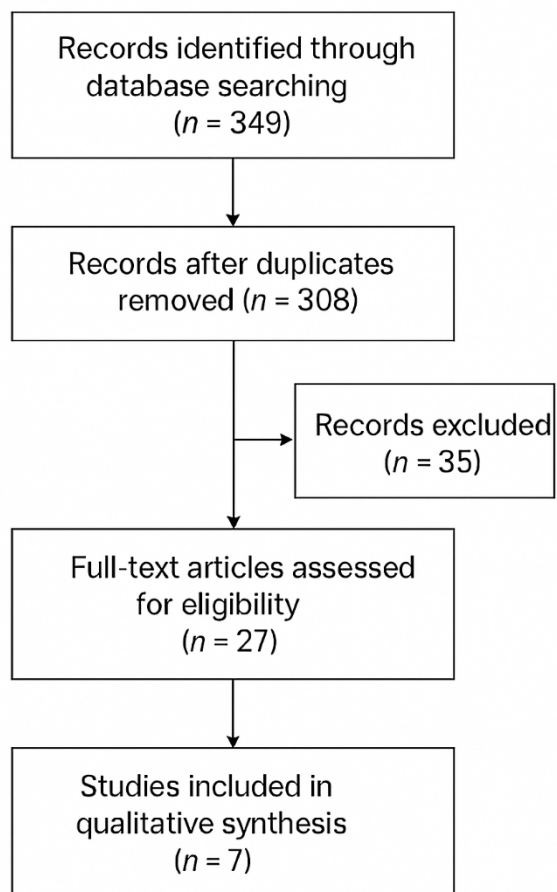 Records identified through
database searching
(n = 349)
Records after duplicates
removed (n = 308)
Records excluded
(n = 35)
Full-text articles assessed
for eligibility
(n = 27)
Studies included in
qualitative synthesis
(n = 7)